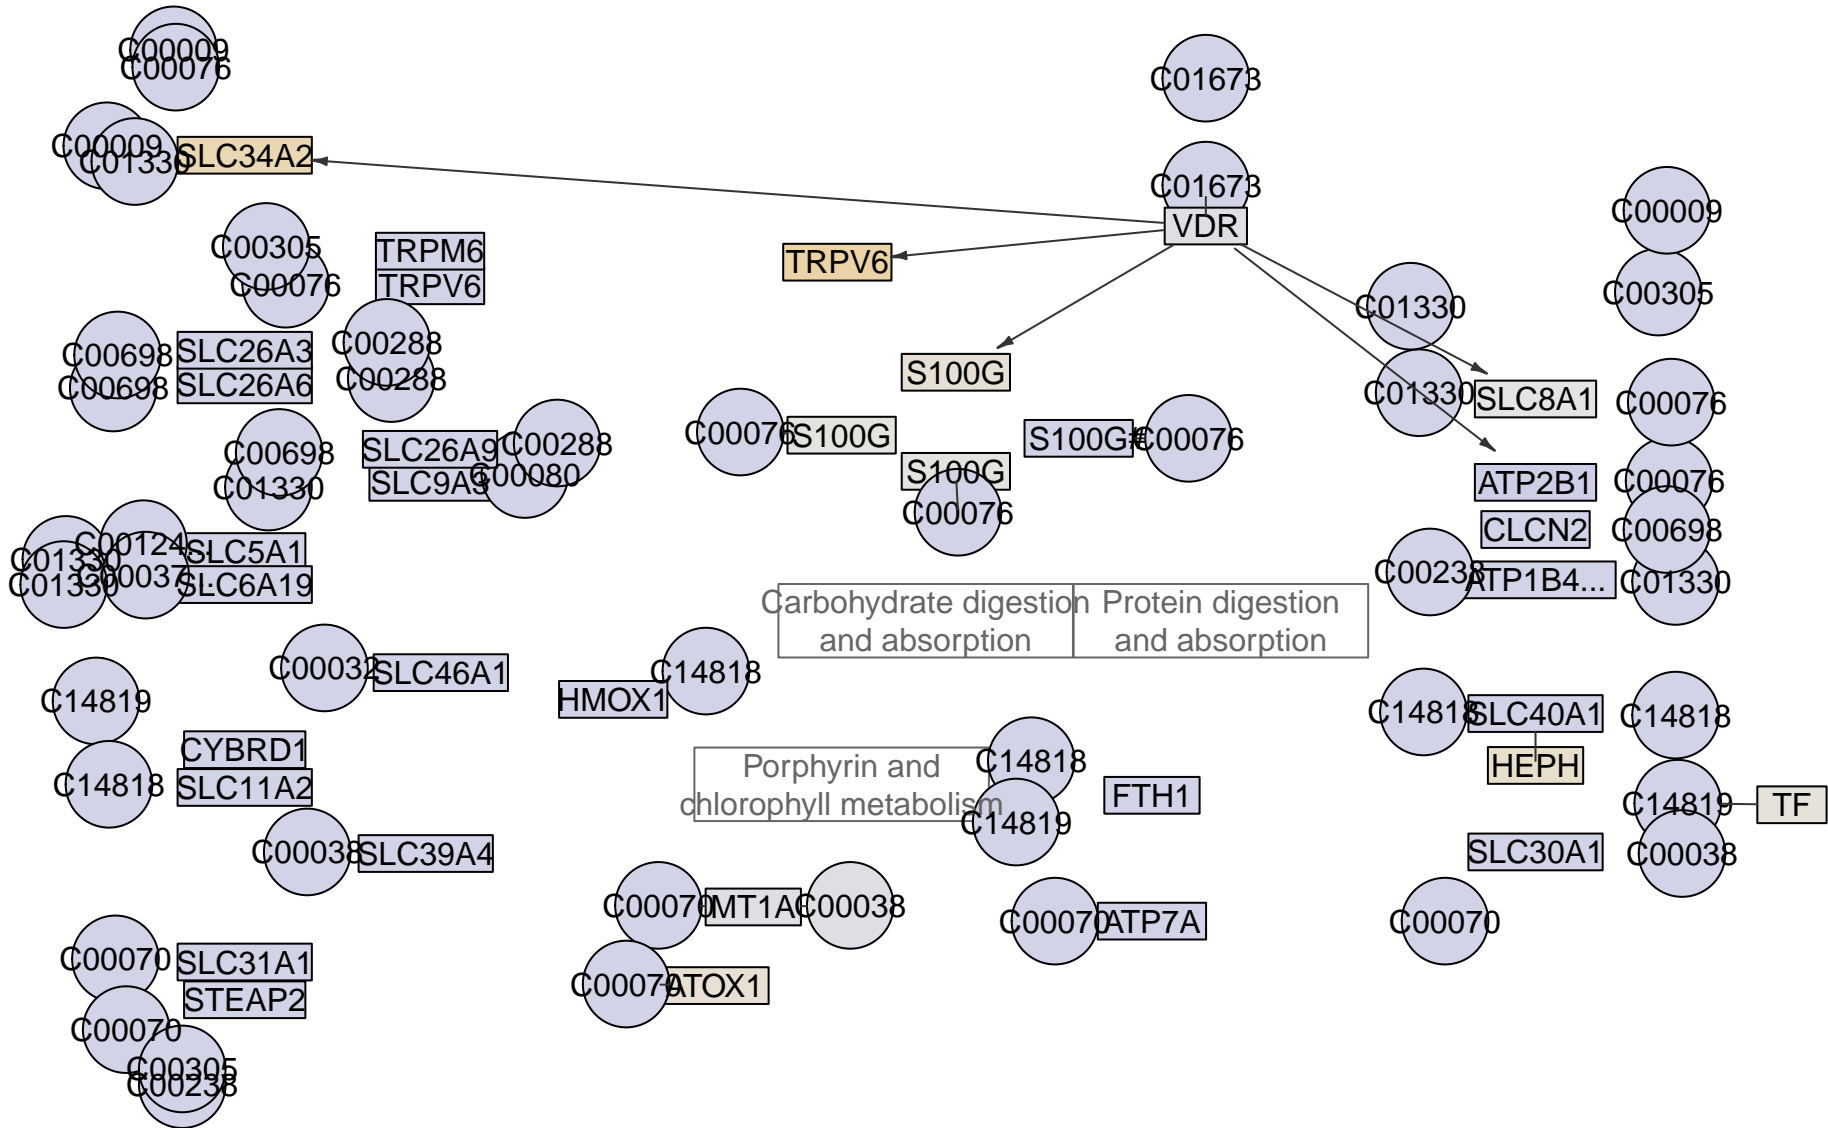 C00009
C00076
C01673
C00009
C01330
SLC34A2
C01673
VDR
C00009
C00305
C00076
TRPM6
TRPV6
TRPV6
C01330
C00305
C00698
C00698
SLC26A3
SLC26A6
C00288
C00288
S100G
C01330
SLC8A1
C00076
C00698
C01330
SLC26A9
SLC9A3
C00288
C00080
C00076
S100G
S100G
C00076
S100G#
C00076
ATP2B1
C00076
CLCN2
C00698
C01330
C01330
C00124...
C00037...
SLC5A1
SLC6A19
C00238
ATP1B4...
C01330
Carbohydrate digestion
and absorption
Protein digestion
and absorption
C00032
SLC46A1
HMOX1
C14818
C14819
C14818
CYBRD1
SLC11A2
Porphyrin and
chlorophyll metabolism
C14818
C14819
FTH1
C14818
SLC40A1
HEPH
C14818
C14819
TF
C00038
SLC39A4
SLC30A1
C00038
C00070
MT1A
C00038
C00070
ATP7A
C00070
C00070
SLC31A1
STEAP2
C00070
ATOX1
C00070
C00305
C00238